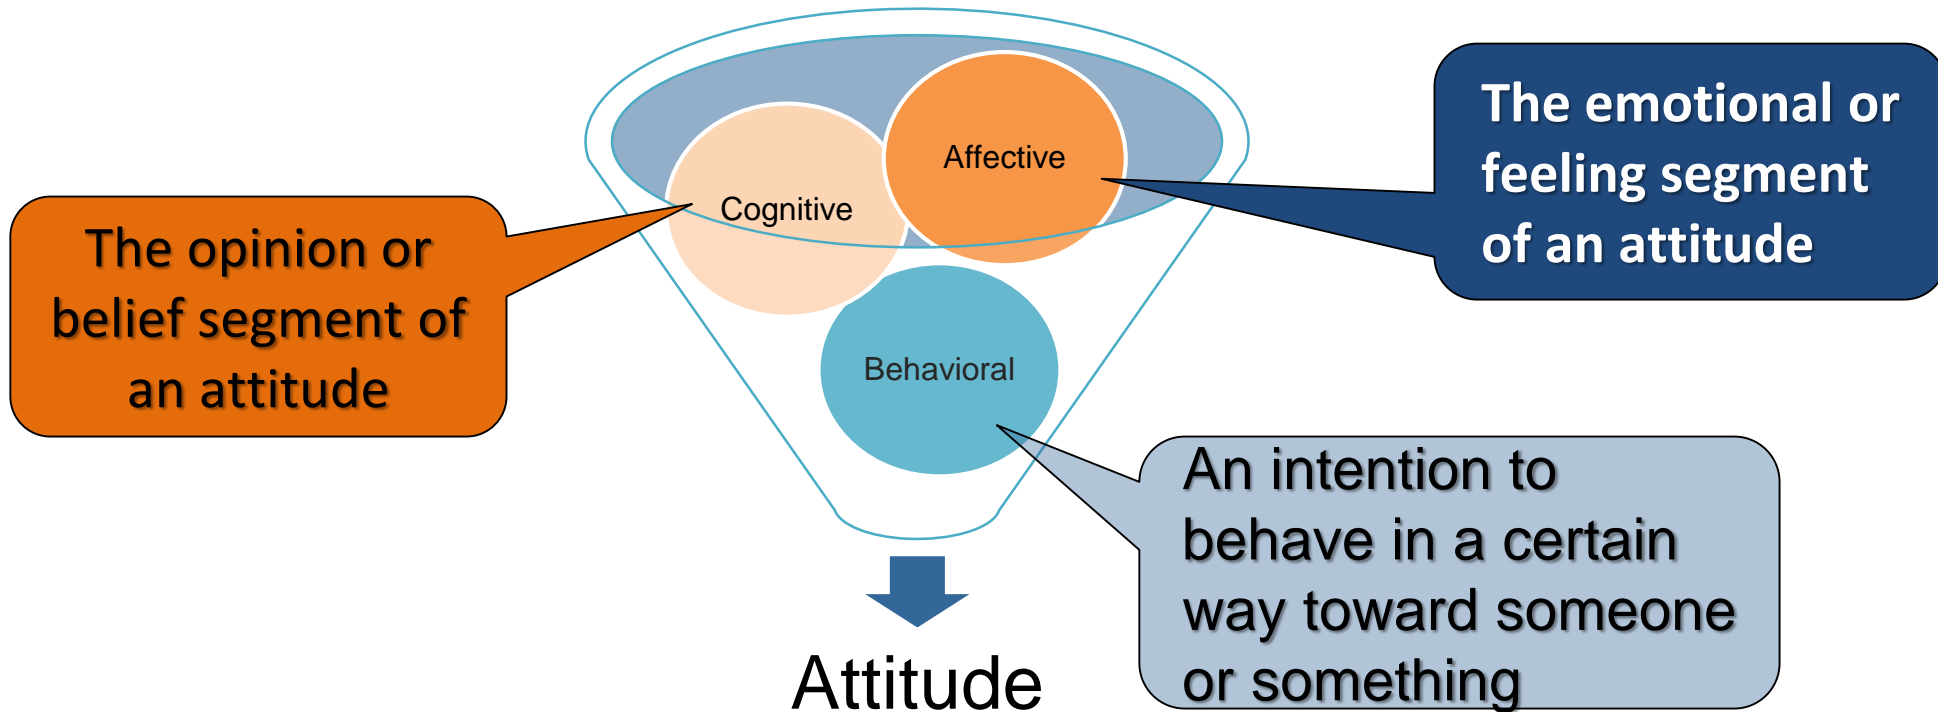 Affective
Cognitive
Behavioral
The emotional or
feeling segment
of an attitude
The opinion or
belief segment of
an attitude
An intention to
behave in a certain
way toward someone
or something
Attitude